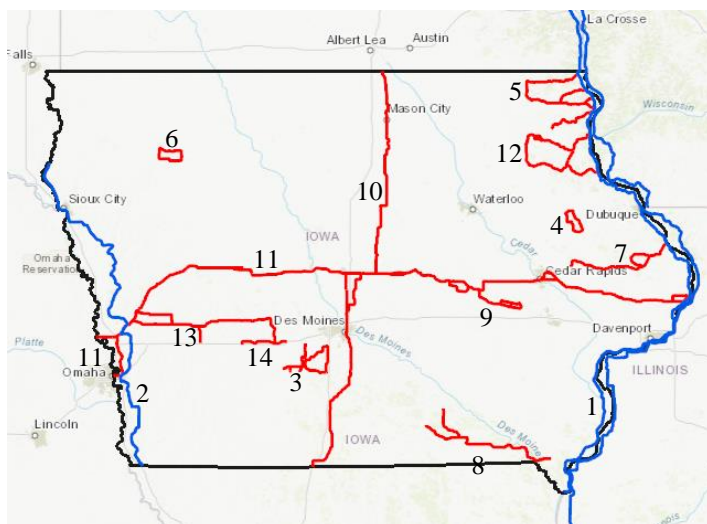 La Crosse
Albert Lea Austin
Falls
5
Mason City
Wisconsin
6
12
10
Sioux City
Waterloo
4
Dubuque
IOWA
Omaha
Reservation
Cedar
7
11
Cedar Rapids
9
Des Moines
13
14
Des Moines
Davenport
Platte
11
Omaha
2
3
1
ILLINOIS
Lincoln
IOWA
Des Moine
8